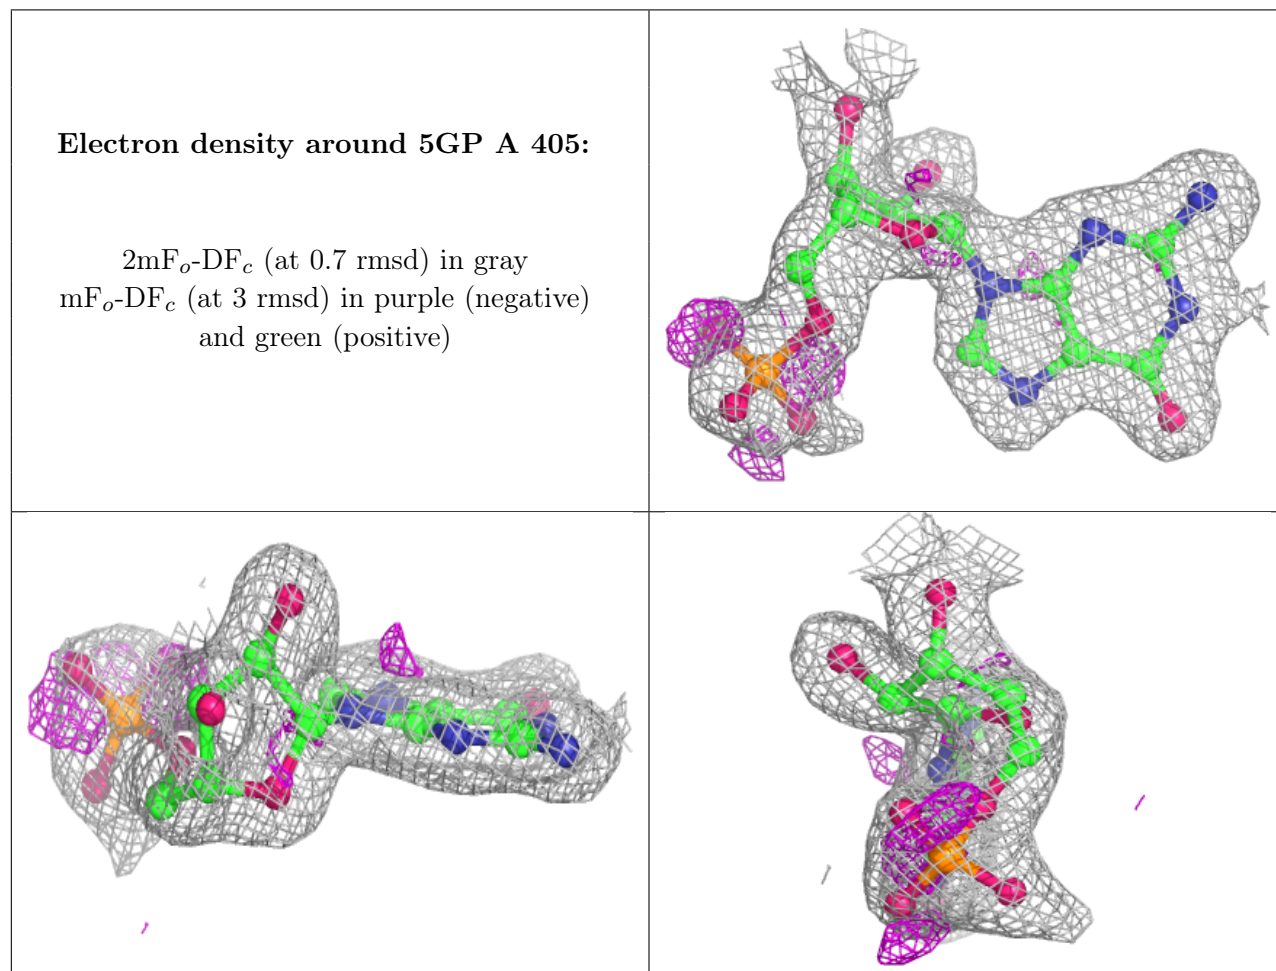 Electron density around 5GP A 405:
2mFo-DFc (at 0.7 rmsd) in gray
mFo-DFc (at 3 rmsd) in purple (negative)
and green (positive)